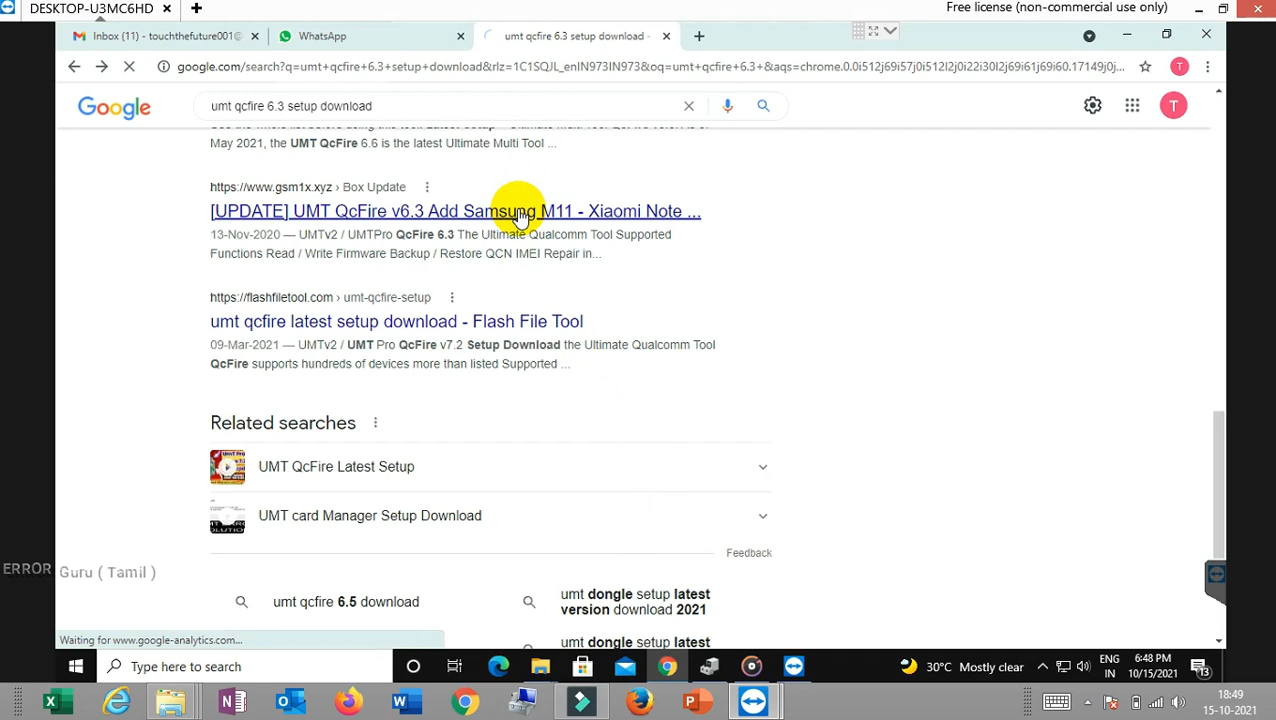 DESKTOP-U3MC6HD
Free license (non-commercial use only)
Inbox (11) - touchthefuture001@
WhatsApp
umt qcfire 6.3 setup download -
google.com/search?q=umt+qcfire+6.3+setup+download&rlz=1C1SQJL_enIN973IN973&oq=umt+qcfire+6.3+&aqs=chrome.0.0i512j69i57j0i512l2j0i22i30l2j69i61j69i60.17149j0j...
T
Google
umt qcfire 6.3 setup download
T
May 2021, the UMT QcFire 6.6 is the latest Ultimate Multi Tool ...
https://www.gsm1x.xyz › Box Update
[UPDATE] UMT QcFire v6.3 Add Samsung M11 - Xiaomi Note ...
13-Nov-2020 — UMTv2 / UMTPro QcFire 6.3 The Ultimate Qualcomm Tool Supported
Functions Read / Write Firmware Backup / Restore QCN IMEI Repair in...
https://flashfiletool.com › umt-qcfire-setup
umt qcfire latest setup download - Flash File Tool
09-Mar-2021 — UMTv2 / UMT Pro QcFire v7.2 Setup Download the Ultimate Qualcomm Tool
QcFire supports hundreds of devices more than listed Supported ...
Related searches
UMT QcFire Latest Setup
UMT card Manager Setup Download
Feedback
ERROR Guru ( Tamil )
umt qcfire 6.5 download
umt dongle setup latest
version download 2021
umt dongle setup latest
Waiting for www.google-analytics.com...
Type here to search
30°C Mostly clear
ENG
IN
6:48 PM
10/15/2021
13
18:49
15-10-2021